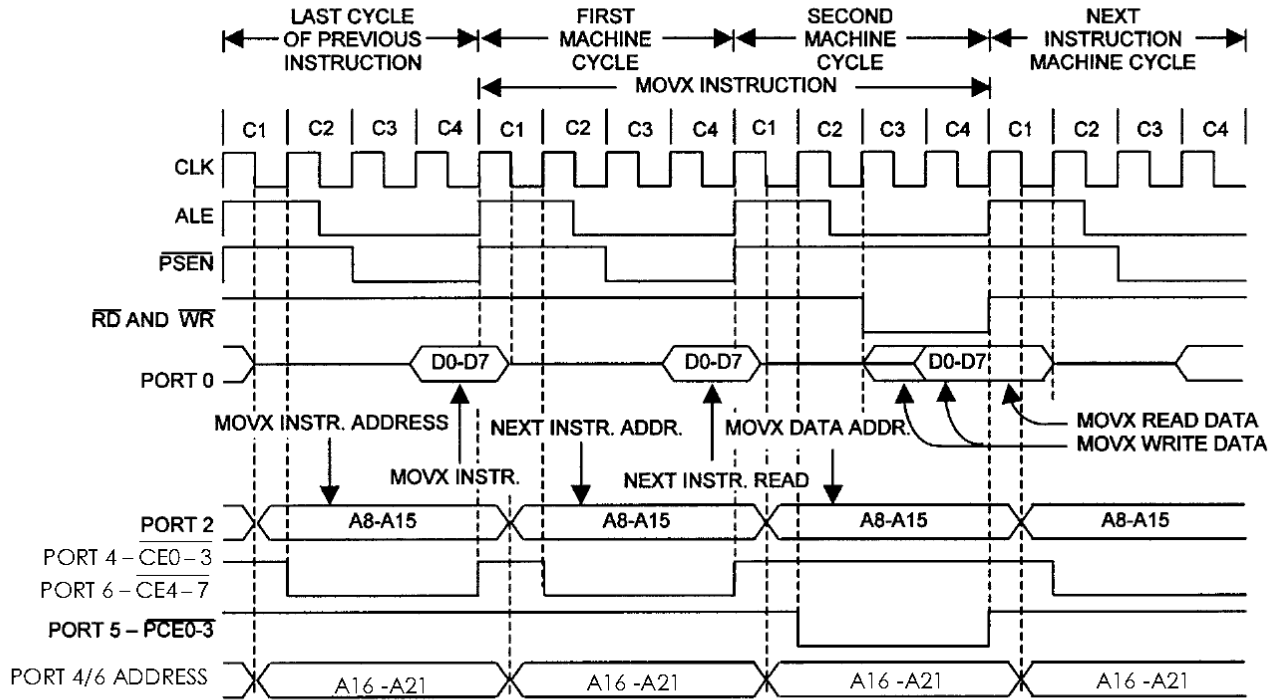 LAST CYCLE OF PREVIOUS INSTRUCTION
FIRST MACHINE CYCLE
SECOND MACHINE CYCLE
NEXT INSTRUCTION MACHINE CYCLE
MOVX INSTRUCTION
C1 C2 C3 C4 C1 C2 C3 C4 C1 C2 C3 C4 C1 C2 C3 C4
CLK
ALE
PSEN
RD AND WR
PORT 0 D0-D7 D0-D7 D0-D7
MOVX INSTR. ADDRESS
NEXT INSTR. ADDR.
MOVX DATA ADDR.
MOVX READ DATA
MOVX WRITE DATA
MOVX INSTR.
NEXT INSTR. READ
PORT 2 A8-A15 A8-A15 A8-A15 A8-A15
PORT 4 – CE0-3
PORT 6 – CE4-7
PORT 5 – PCE0-3
PORT 4/6 ADDRESS A16 -A21 A16 -A21 A16 -A21 A16 -A21